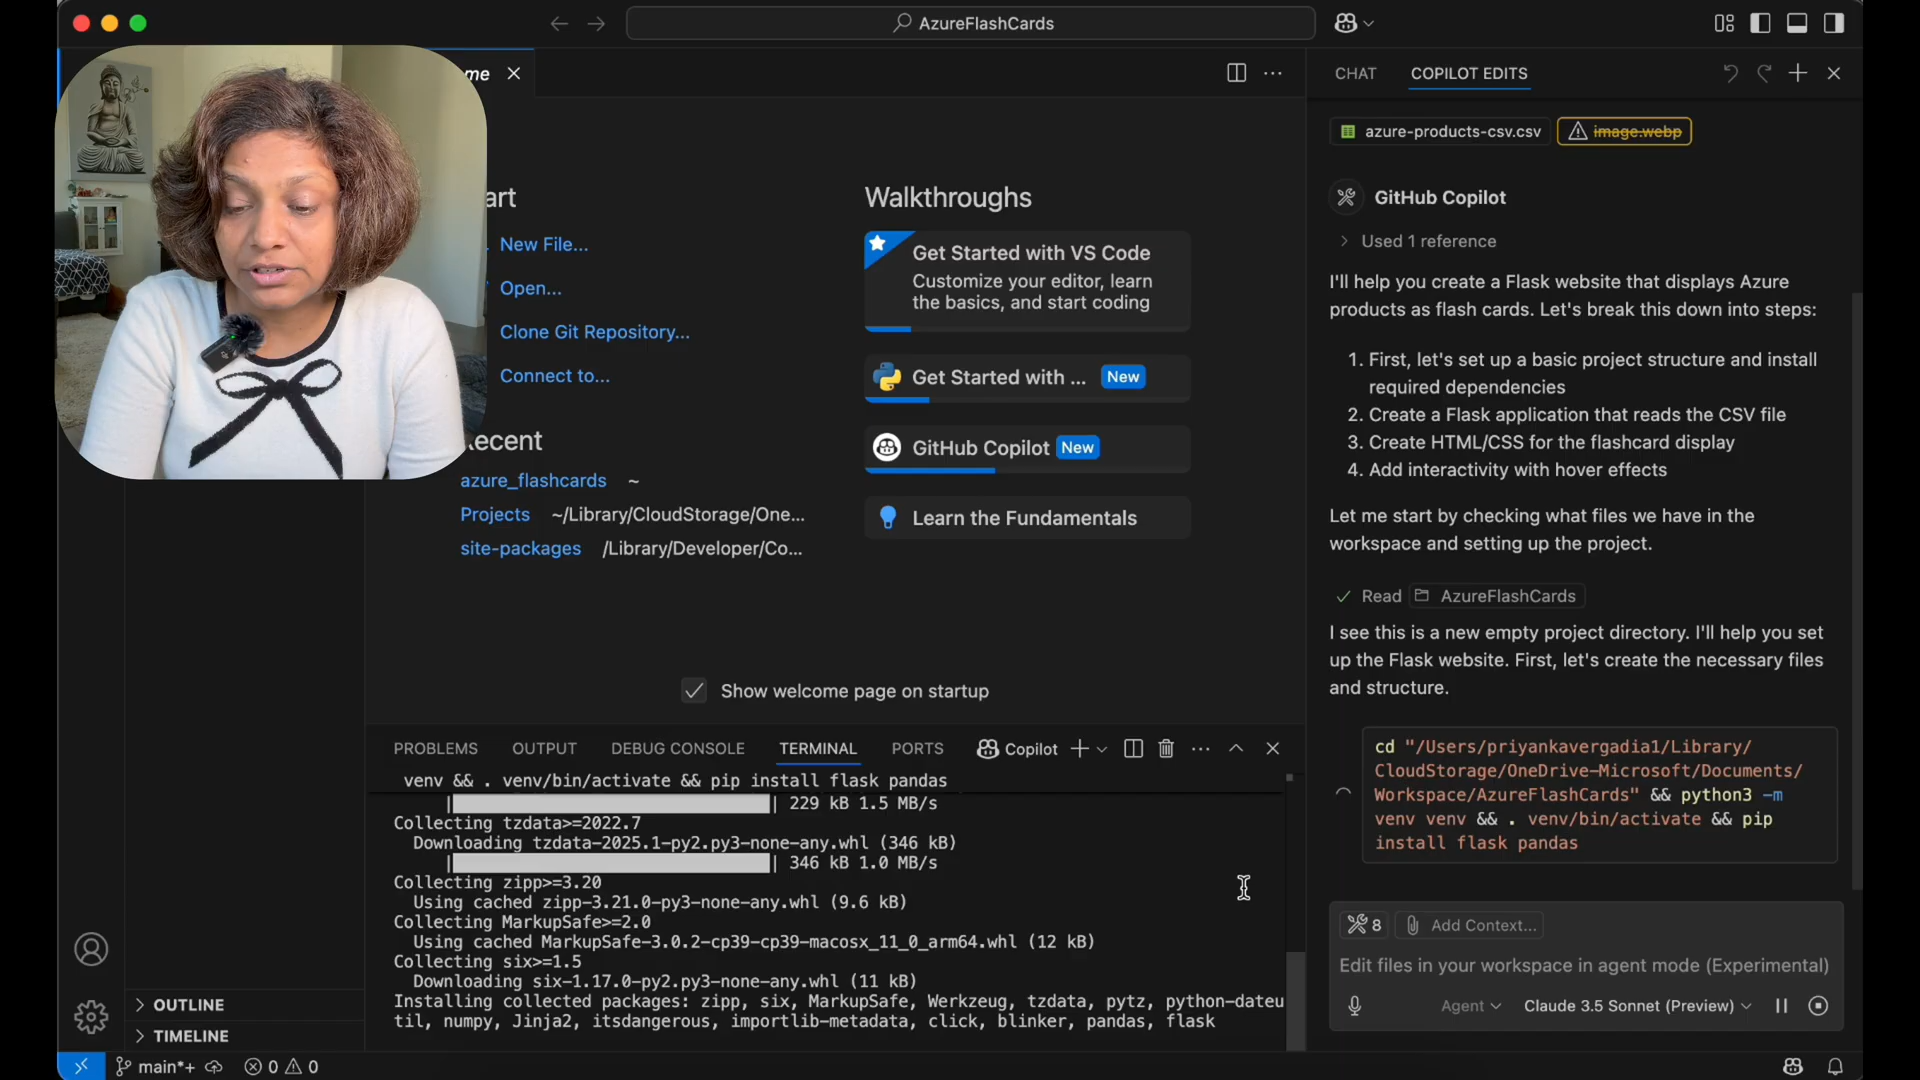 AzureFlashCards
me
art
New File...
Open...
Clone Git Repository...
Connect to...
ecent
azure_flashcards ~
Projects ~/Library/CloudStorage/One...
site-packages /Library/Developer/Co...
Walkthroughs
Get Started with VS Code
Customize your editor, learn
the basics, and start coding
Get Started with ... New
GitHub Copilot New
Learn the Fundamentals
Show welcome page on startup
PROBLEMS OUTPUT DEBUG CONSOLE TERMINAL PORTS Copilot
venv && . venv/bin/activate && pip install flask pandas
|████████████████████████████████| 229 kB 1.5 MB/s
Collecting tzdata>=2022.7
Downloading tzdata-2025.1-py2.py3-none-any.whl (346 kB)
|████████████████████████████████| 346 kB 1.0 MB/s
Collecting zipp>=3.20
Using cached zipp-3.21.0-py3-none-any.whl (9.6 kB)
Collecting MarkupSafe>=2.0
Using cached MarkupSafe-3.0.2-cp39-cp39-macosx_11_0_arm64.whl (12 kB)
Collecting six>=1.5
Downloading six-1.17.0-py2.py3-none-any.whl (11 kB)
Installing collected packages: zipp, six, MarkupSafe, Werkzeug, tzdata, pytz, python-dateu
til, numpy, Jinja2, itsdangerous, importlib-metadata, click, blinker, pandas, flask
OUTLINE
TIMELINE
main*+ 0 0
CHAT COPILOT EDITS
azure-products-csv.csv image.webp
GitHub Copilot
Used 1 reference
I'll help you create a Flask website that displays Azure
products as flash cards. Let's break this down into steps:
1. First, let's set up a basic project structure and install
required dependencies
2. Create a Flask application that reads the CSV file
3. Create HTML/CSS for the flashcard display
4. Add interactivity with hover effects
Let me start by checking what files we have in the
workspace and setting up the project.
Read AzureFlashCards
I see this is a new empty project directory. I'll help you set
up the Flask website. First, let's create the necessary files
and structure.
cd "/Users/priyankavergadia1/Library/
CloudStorage/OneDrive-Microsoft/Documents/
Workspace/AzureFlashCards" && python3 -m
venv venv && . venv/bin/activate && pip
install flask pandas
8 Add Context...
Edit files in your workspace in agent mode (Experimental)
Agent Claude 3.5 Sonnet (Preview)